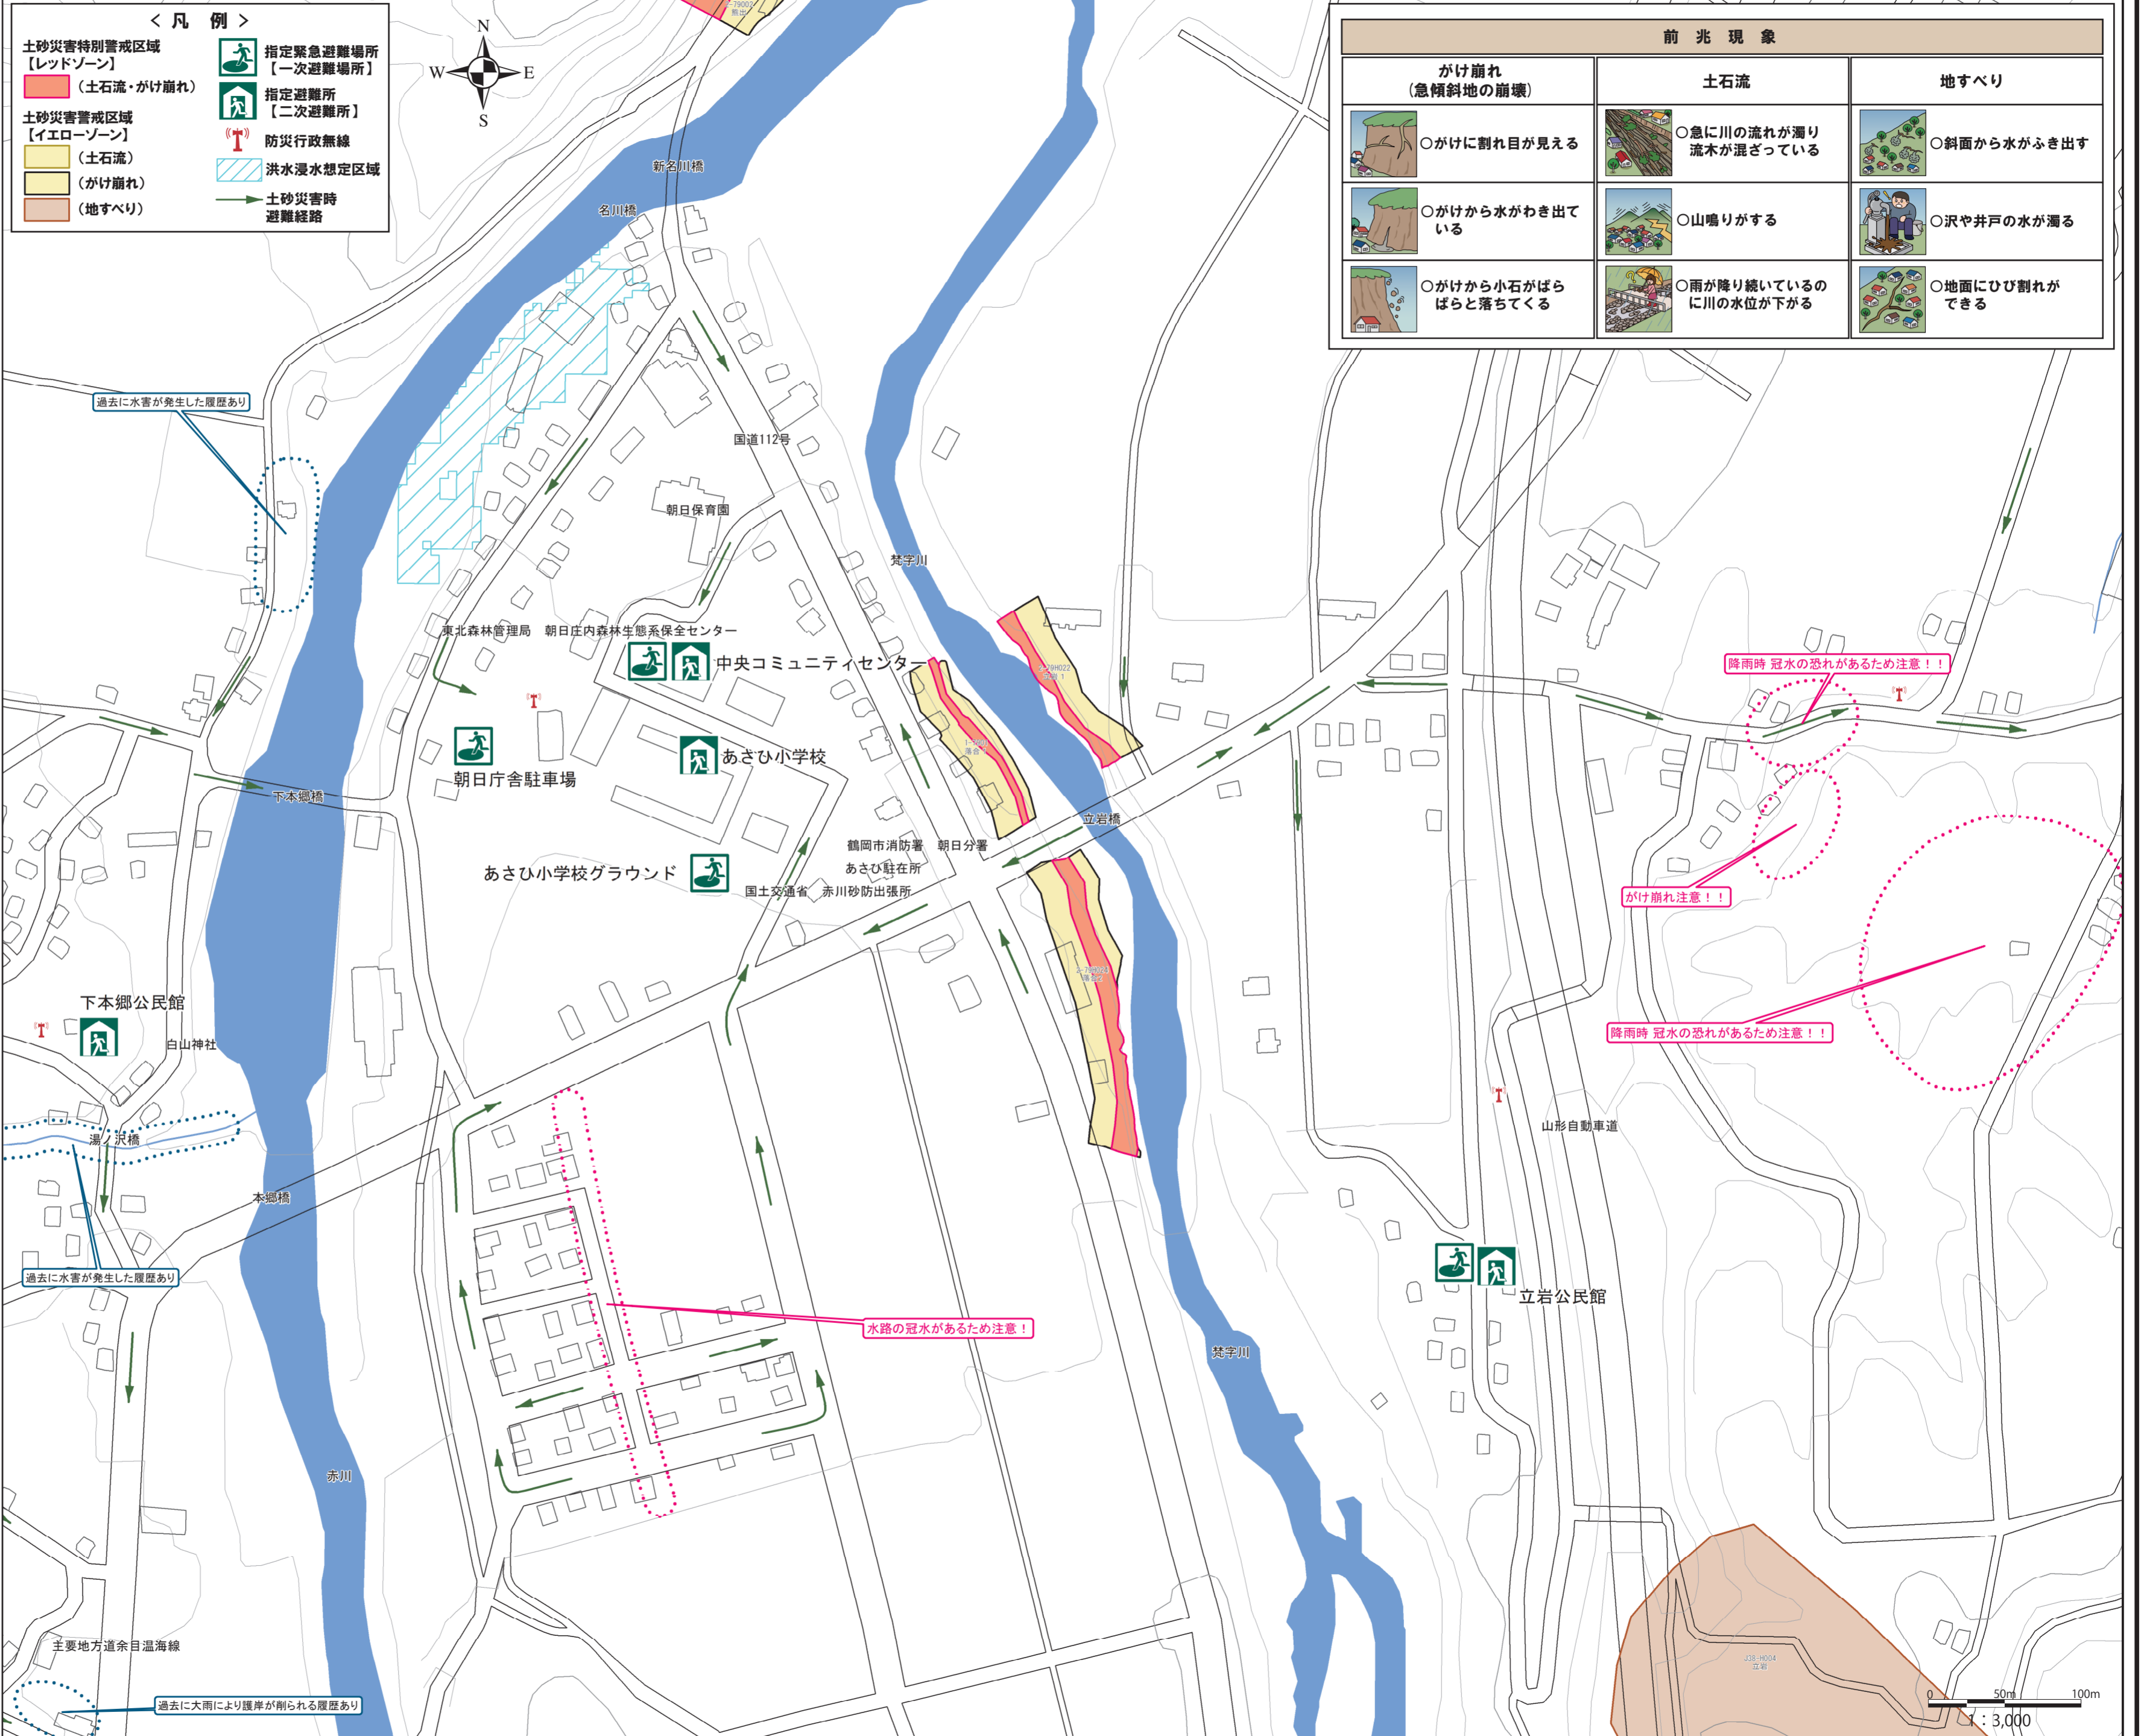 ＜凡 例＞
土砂災害特別警戒区域
【レッドゾーン】
（土石流・がけ崩れ）
土砂災害警戒区域
【イエローゾーン】
（土石流）
（がけ崩れ）
（地すべり）
指定緊急避難場所
【一次避難場所】
指定避難所
【二次避難所】
防災行政無線
洪水浸水想定区域
土砂災害時
避難経路
N
W
E
S
熊出
前 兆 現 象
がけ崩れ
（急傾斜地の崩壊）
土石流
地すべり
○がけに割れ目が見える
○急に川の流れが濁り
流木が混ざっている
○斜面から水がふき出す
○がけから水がわき出て
いる
○山鳴りがする
○沢や井戸の水が濁る
○がけから小石がぱら
ぱらと落ちてくる
○雨が降り続いているの
に川の水位が下がる
○地面にひび割れが
できる
新名川橋
名川橋
過去に水害が発生した履歴あり
国道112号
朝日保育園
梵字川
東北森林管理局 朝日庄内森林生態系保全センター
中央コミュニティセンター
降雨時 冠水の恐れがあるため注意！！
あさひ小学校
朝日庁舎駐車場
下本郷橋
立岩橋
鶴岡市消防署 朝日分署
あさひ駐在所
あさひ小学校グラウンド
国土交通省 赤川砂防出張所
がけ崩れ注意！！
下本郷公民館
白山神社
降雨時 冠水の恐れがあるため注意！！
湯ノ沢橋
山形自動車道
本郷橋
過去に水害が発生した履歴あり
立岩公民館
水路の冠水があるため注意！
梵字川
赤川
主要地方道余目温海線
J38-H004
立岩
過去に大雨により護岸が削られる履歴あり
0 50m 100m
1：3,000